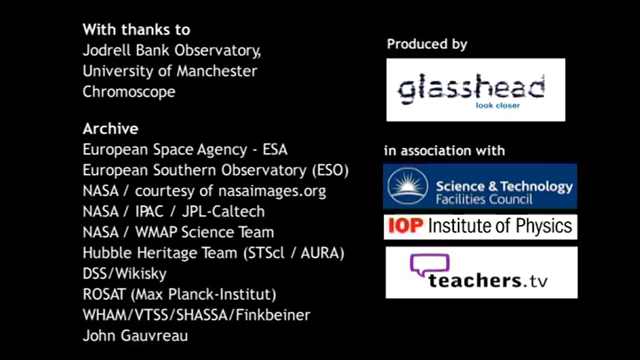 With thanks to
Jodrell Bank Observatory,
University of Manchester
Chromoscope
Archive
European Space Agency - ESA
European Southern Observatory (ESO)
NASA / courtesy of nasaimages.org
NASA / IPAC / JPL-Caltech
NASA / WMAP Science Team
Hubble Heritage Team (STScl / AURA)
DSS/Wikisky
ROSAT (Max Planck-Institut)
WHAM/VTSS/SHASSA/Finkbeiner
John Gauvreau
Produced by
glasshead
look closer
in association with
Science & Technology
Facilities Council
IOP Institute of Physics
teachers.tv